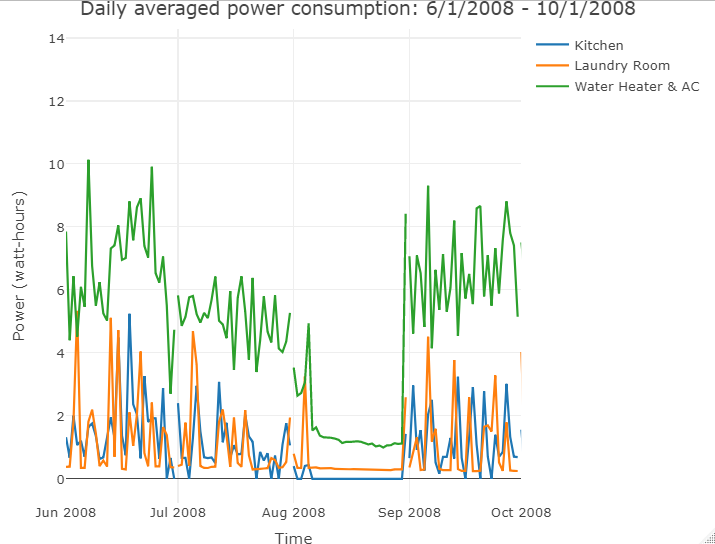 Daily averaged power consumption: 6/1/2008 - 10/1/2008
Kitchen
Laundry Room
Water Heater & AC
Power (watt-hours)
14
12
10
8
6
4
2
0
Jun 2008 Jul 2008 Aug 2008 Sep 2008 Oct 2008
Time